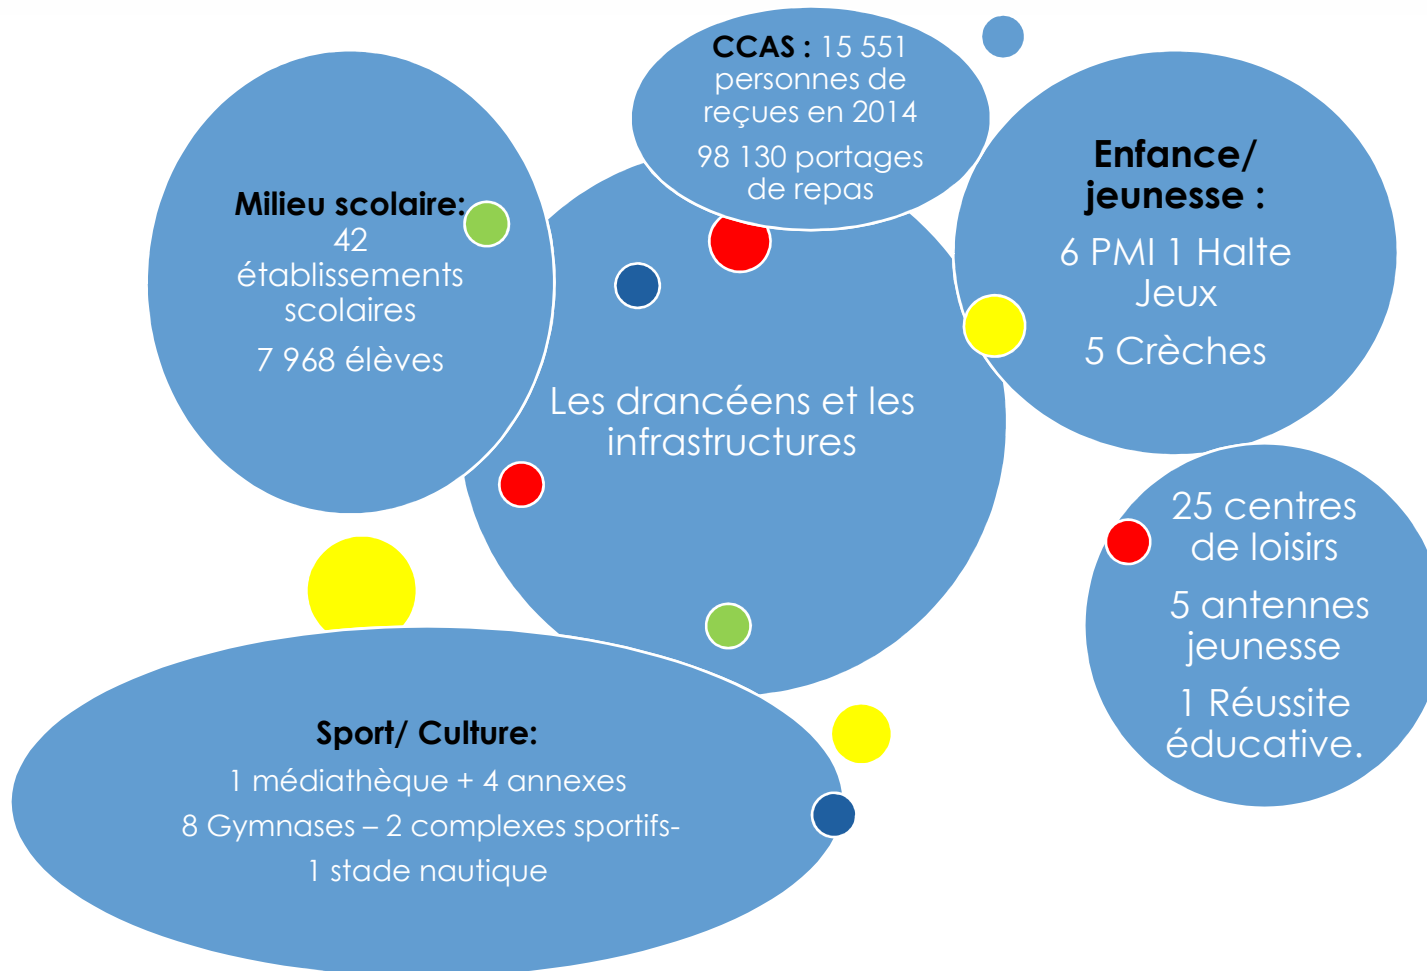 CCAS : 15 551
personnes de
reçues en 2014
98 130 portages
de repas
Enfance/
jeunesse :
6 PMI 1 Halte
Jeux
5 Crèches
Milieu scolaire:
42
établissements
scolaires
7 968 élèves
Les drancéens et les
infrastructures
25 centres
de loisirs
5 antennes
jeunesse
1 Réussite
éducative.
Sport/ Culture:
1 médiathèque + 4 annexes
8 Gymnases – 2 complexes sportifs-
1 stade nautique